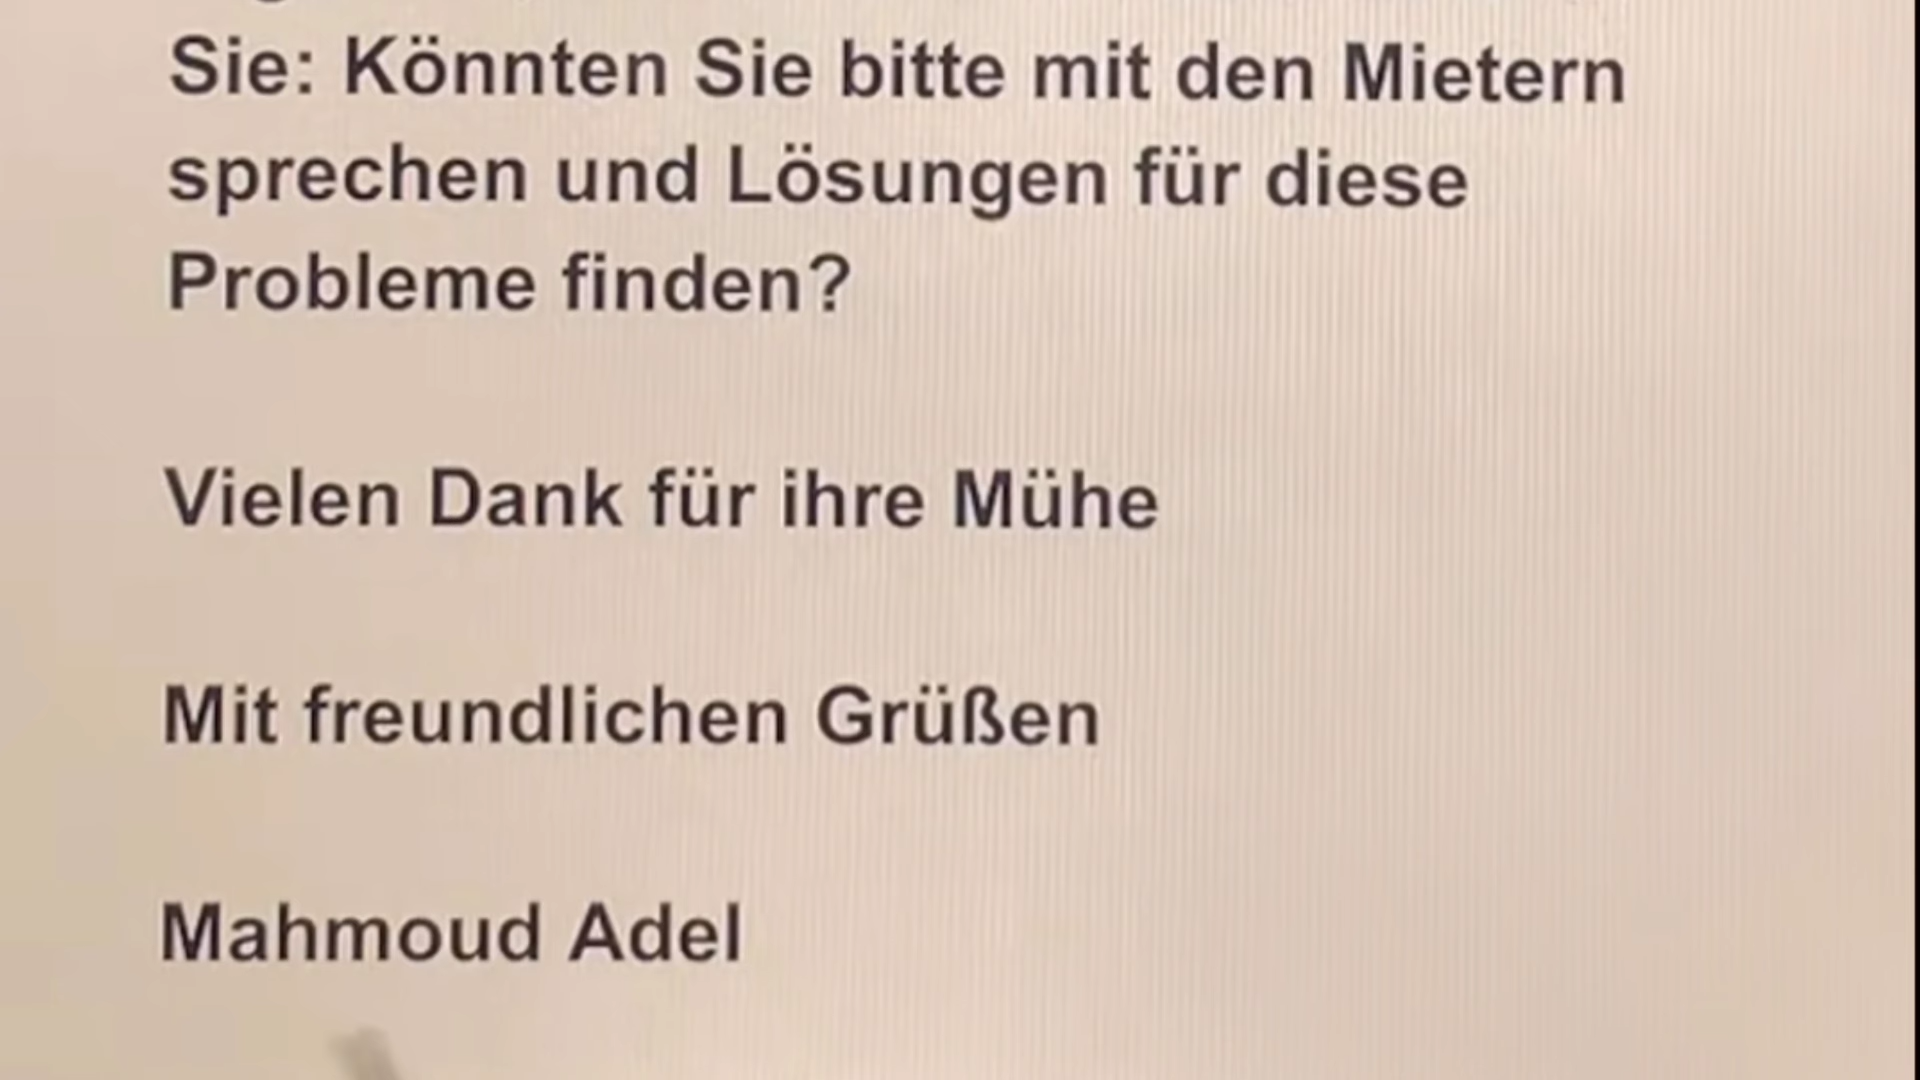 Sie: Könnten Sie bitte mit den Mietern
sprechen und Lösungen für diese
Probleme finden?
Vielen Dank für ihre Mühe
Mit freundlichen Grüßen
Mahmoud Adel